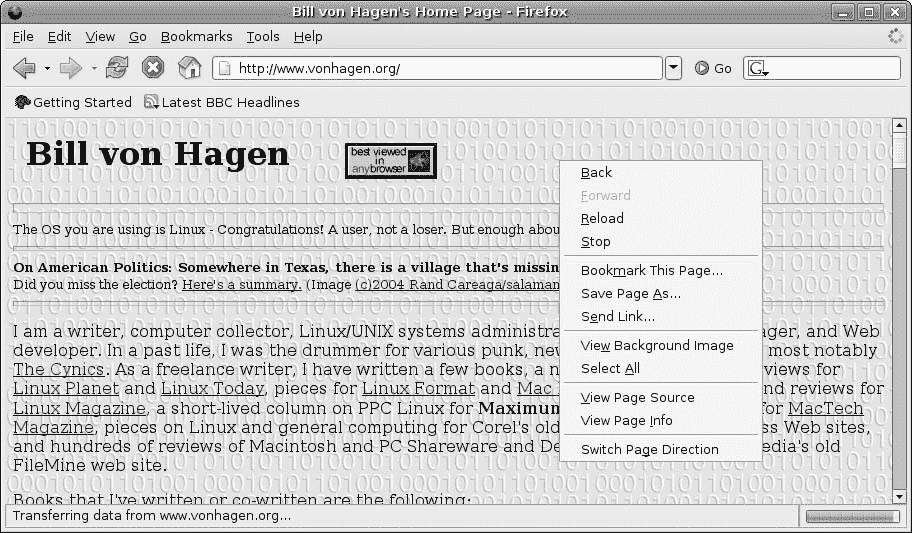 Bill von Hagen's Home Page - Firefox
File Edit View Go Bookmarks Tools Help
http://www.vonhagen.org/ Go G
Getting Started Latest BBC Headlines
Bill von Hagen
best viewed
in
anybrowser
The OS you are using is Linux - Congratulations! A user, not a loser. But enough abou
On American Politics: Somewhere in Texas, there is a village that's missin
Did you miss the election? Here's a summary. (Image (c)2004 Rand Careaga/salaman
I am a writer, computer collector, Linux/UNIX systems administra ager, and Web
developer. In a past life, I was the drummer for various punk, new most notably
The Cynics. As a freelance writer, I have written a few books, a n views for
Linux Planet and Linux Today, pieces for Linux Format and Mac nd reviews for
Linux Magazine, a short-lived column on PPC Linux for Maximum for MacTech
Magazine, pieces on Linux and general computing for Corel's old ss Web sites,
and hundreds of reviews of Macintosh and PC Shareware and De edia's old
FileMine web site.
Books that I've written or co-written are the following:
Back
Forward
Reload
Stop
Bookmark This Page...
Save Page As...
Send Link...
View Background Image
Select All
View Page Source
View Page Info
Switch Page Direction
Transferring data from www.vonhagen.org...